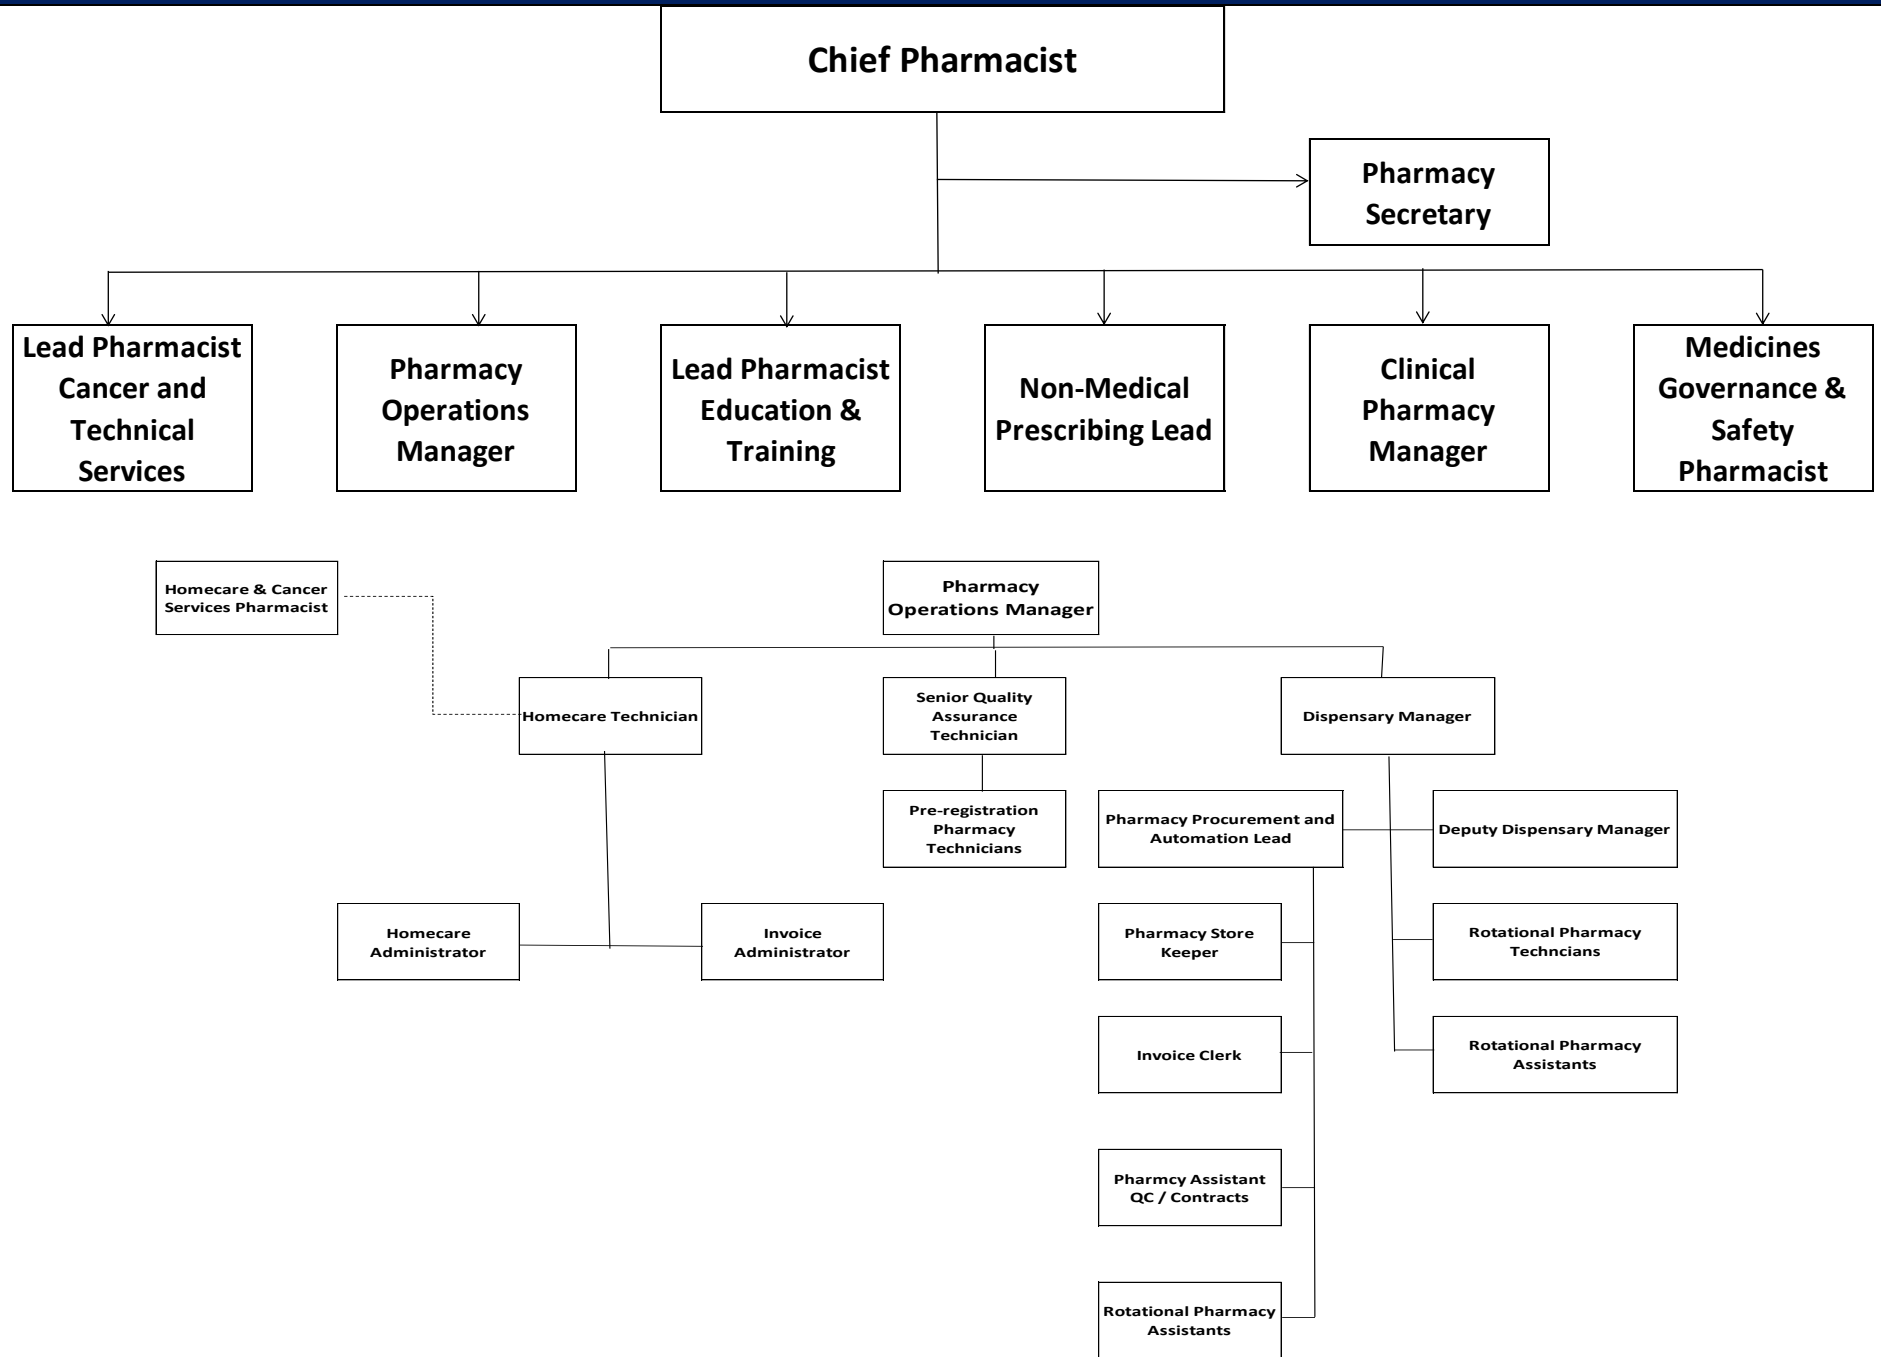 Chief Pharmacist
Pharmacy
Secretary
Lead Pharmacist
Cancer and
Technical
Services
Pharmacy
Operations
Manager
Lead Pharmacist
Education &
Training
Non-Medical
Prescribing Lead
Clinical
Pharmacy
Manager
Medicines
Governance &
Safety
Pharmacist
Homecare & Cancer
Services Pharmacist
Pharmacy
Operations Manager
Homecare Technician
Senior Quality
Assurance
Technician
Dispensary Manager
Pre-registration
Pharmacy
Technicians
Pharmacy Procurement and
Automation Lead
Deputy Dispensary Manager
Homecare
Administrator
Invoice
Administrator
Pharmacy Store
Keeper
Rotational Pharmacy
Techncians
Invoice Clerk
Rotational Pharmacy
Assistants
Pharmcy Assistant
QC / Contracts
Rotational Pharmacy
Assistants